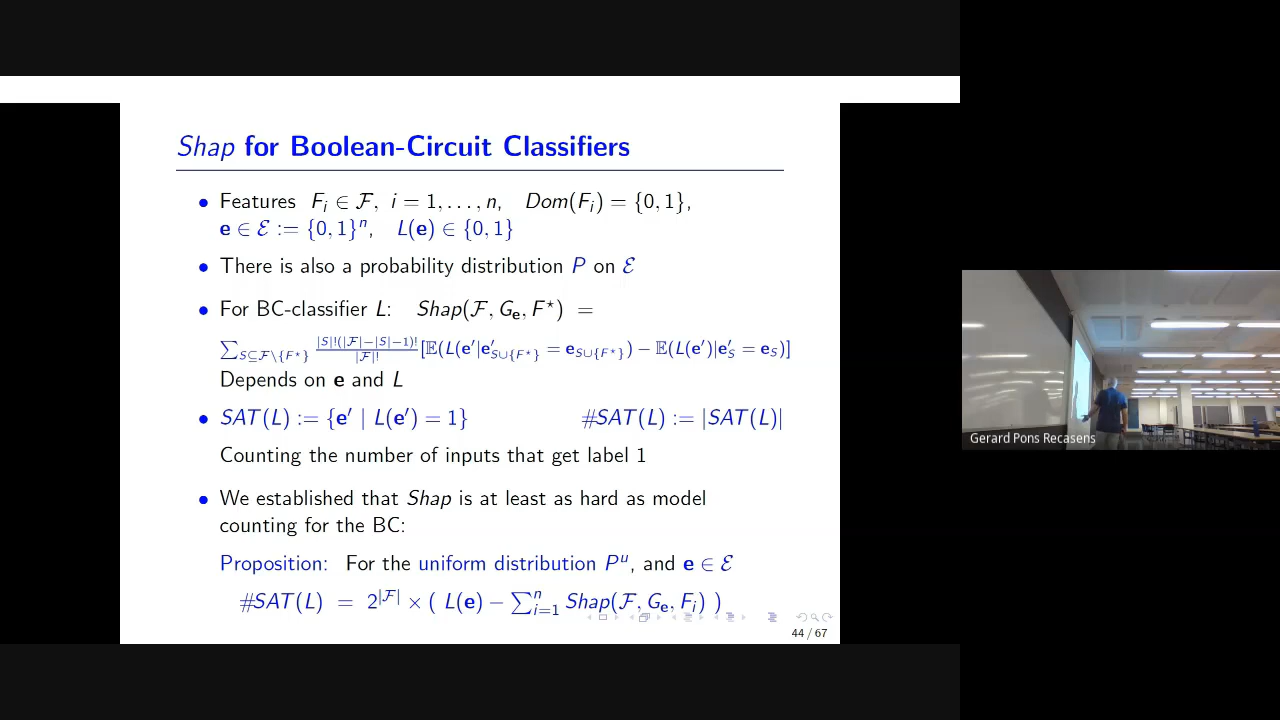 Shap for Boolean-Circuit Classifiers
• Features F_i ∈ ℱ, i = 1, . . . , n, Dom(F_i) = {0, 1},
e ∈ ℰ := {0, 1}^n, L(e) ∈ {0, 1}
• There is also a probability distribution P on ℰ
• For BC-classifier L: Shap(ℱ, G_e, F*) =
∑_{S⊆ℱ\{F*}} |S|!(|ℱ|−|S|−1)!/|ℱ|! [𝔼(L(e′|e′_{S∪{F*}} = e_{S∪{F*}}) − 𝔼(L(e′)|e′_S = e_S)]
Depends on e and L
• SAT(L) := {e′ | L(e′) = 1} #SAT(L) := |SAT(L)|
Counting the number of inputs that get label 1
• We established that Shap is at least as hard as model
counting for the BC:
Proposition: For the uniform distribution P^u, and e ∈ ℰ
#SAT(L) = 2^{|ℱ|} × ( L(e) − ∑_{i=1}^n Shap(ℱ, G_e, F_i) )
44 / 67
Gerard Pons Recasens